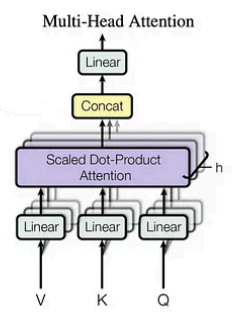 Multi-Head Attention
Linear
Concat
Scaled Dot-Product
Attention
h
Linear Linear Linear
V K Q